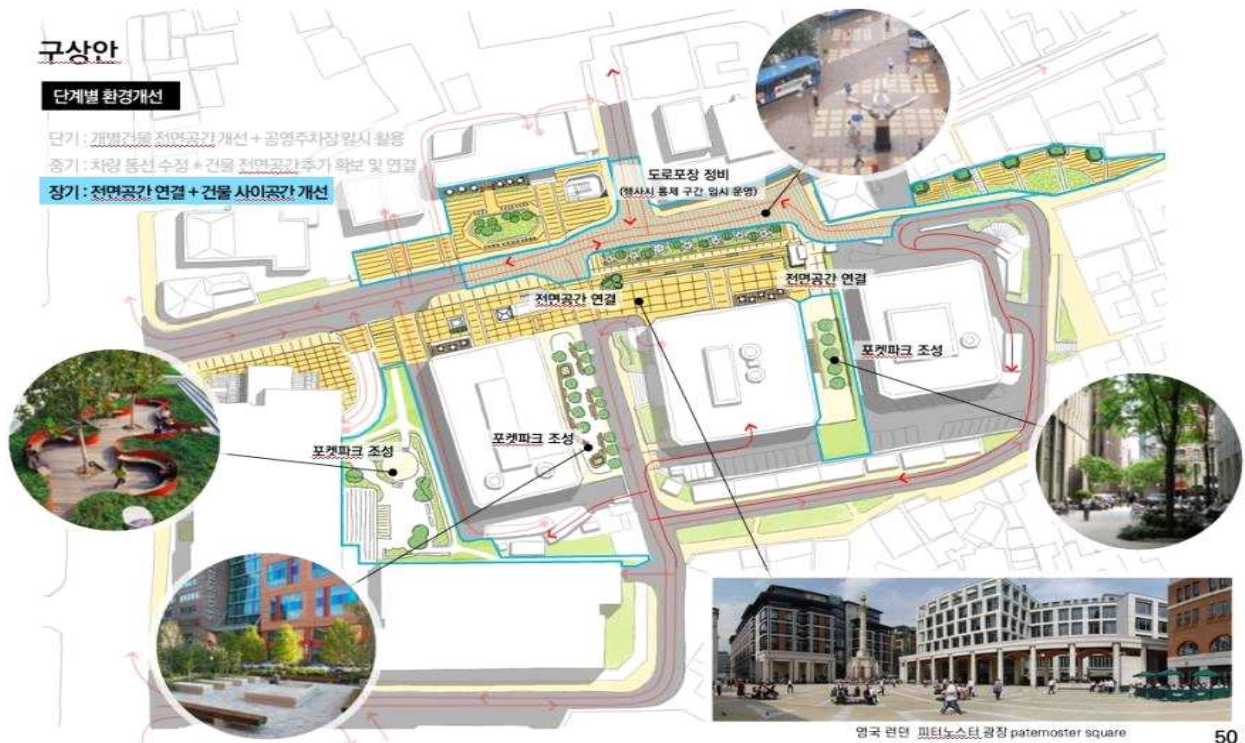 구상안
단계별 환경개선
단기 : 개별건물 전면공간 개선 + 공영주차장 일시 활용
중기 : 차량 동선 수정 + 건물 전면공간 추가 확보 및 연결
장기 : 전면공간 연결 + 건물 사이공간 개선
도로포장 정비
(행사시 통제 구간 임시 운영)
전면공간 연결
전면공간 연결
포켓파크 조성
포켓파크 조성
포켓파크 조성
영국 런던 피터노스터 광장 paternoster square
50